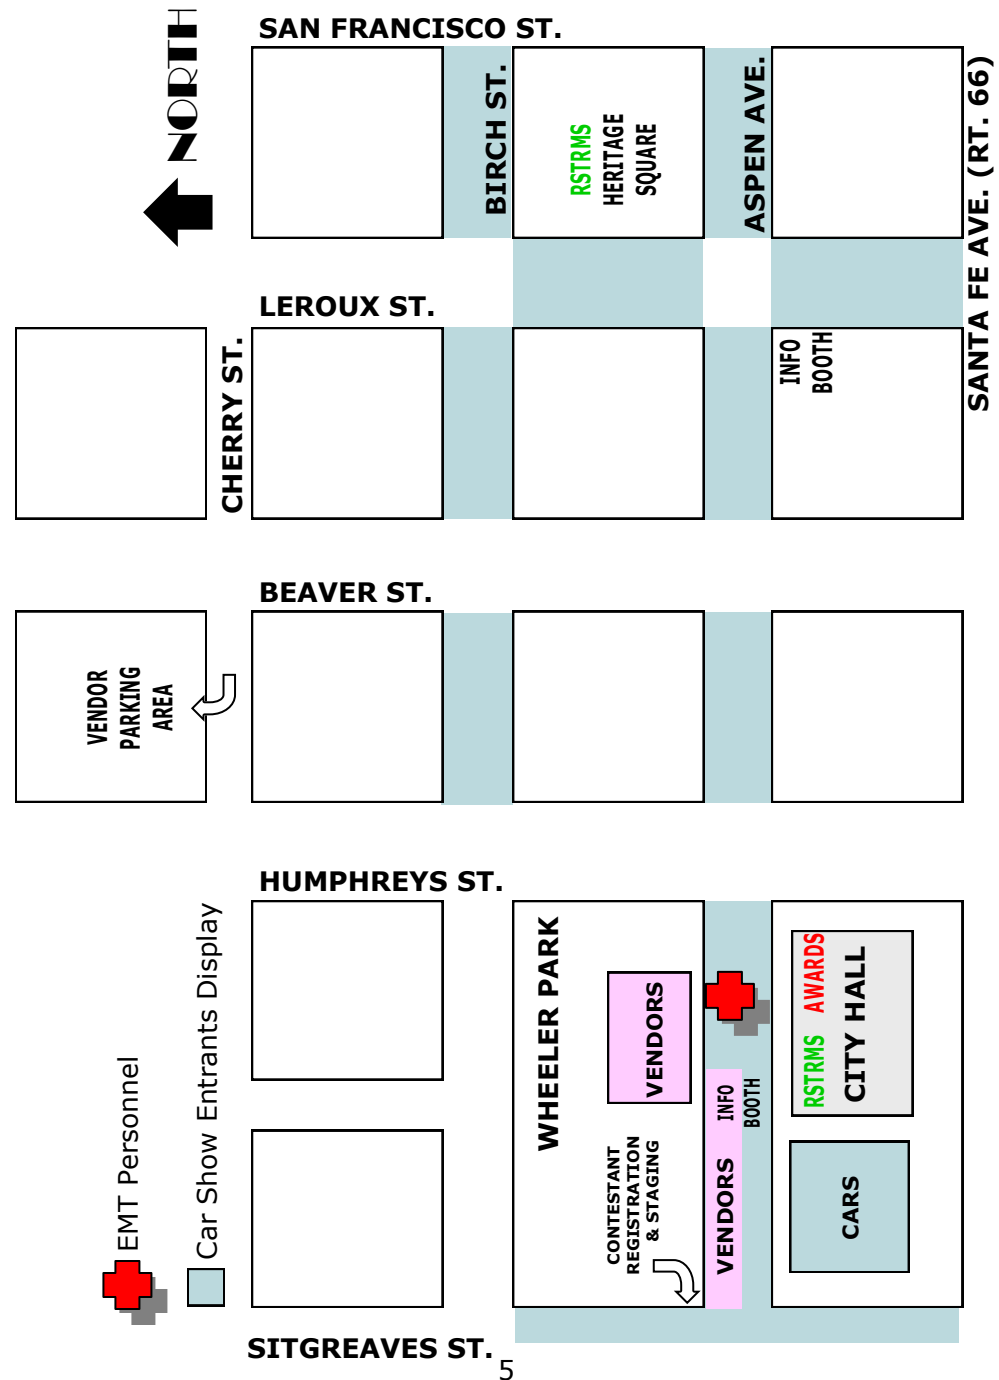 SAN FRANCISCO ST.
NORTH
BIRCH ST.
RSTRMS
HERITAGE
SQUARE
ASPEN AVE.
SANTA FE AVE. (RT. 66)
LEROUX ST.
CHERRY ST.
INFO
BOOTH
BEAVER ST.
VENDOR
PARKING
AREA
HUMPHREYS ST.
WHEELER PARK
VENDORS
CONTESTANT
REGISTRATION
& STAGING
VENDORS
INFO
BOOTH
RSTRMS AWARDS
CITY HALL
CARS
EMT Personnel
Car Show Entrants Display
SITGREAVES ST.
5